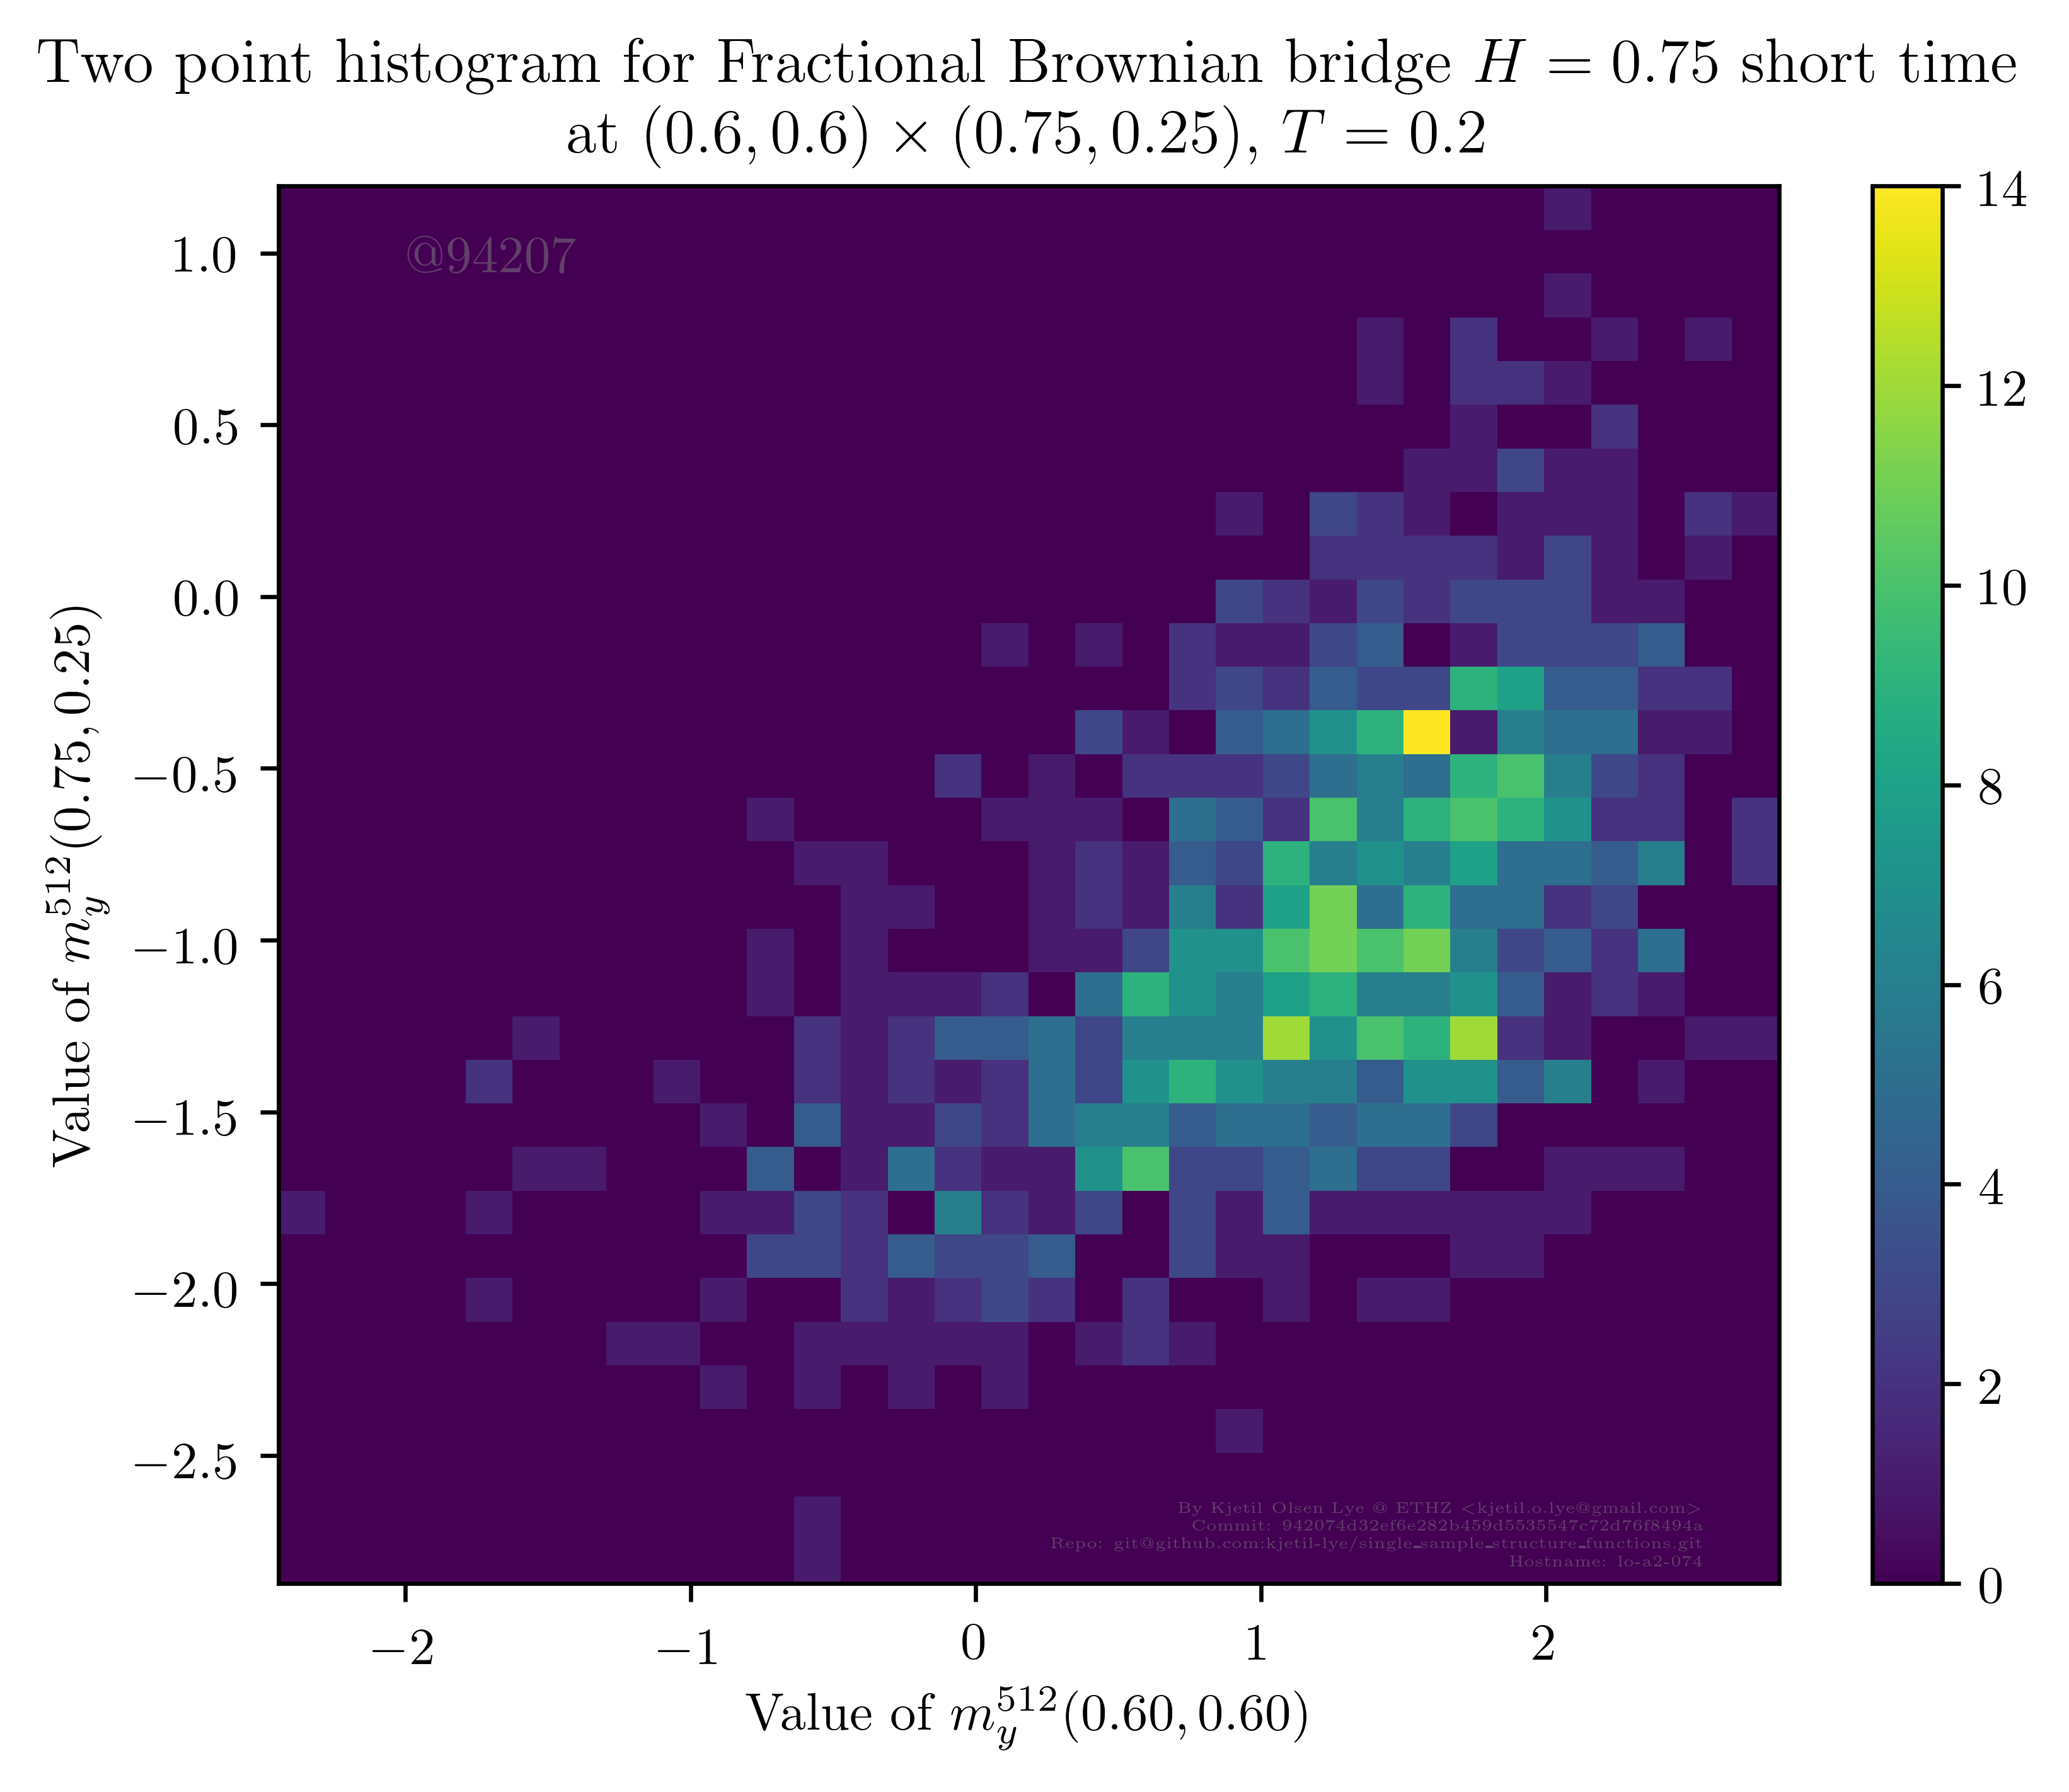 Two point histogram for Fractional Brownian bridge H = 0.75 short time
at (0.6, 0.6) × (0.75, 0.25), T = 0.2
@94207
1.0
0.5
0.0
−0.5
−1.0
−1.5
−2.0
−2.5
Value of m_y^512(0.75, 0.25)
−2
−1
0
1
2
Value of m_y^512(0.60, 0.60)
14
12
10
8
6
4
2
0
By Kjetil Olsen Lye @ ETHZ <kjetil.o.lye@gmail.com>
Commit: 942074d32ef6e282b459d5535547c72d76f8494a
Repo: git@github.com:kjetil-lye/single_sample_structure_functions.git
Hostname: lo-a2-074